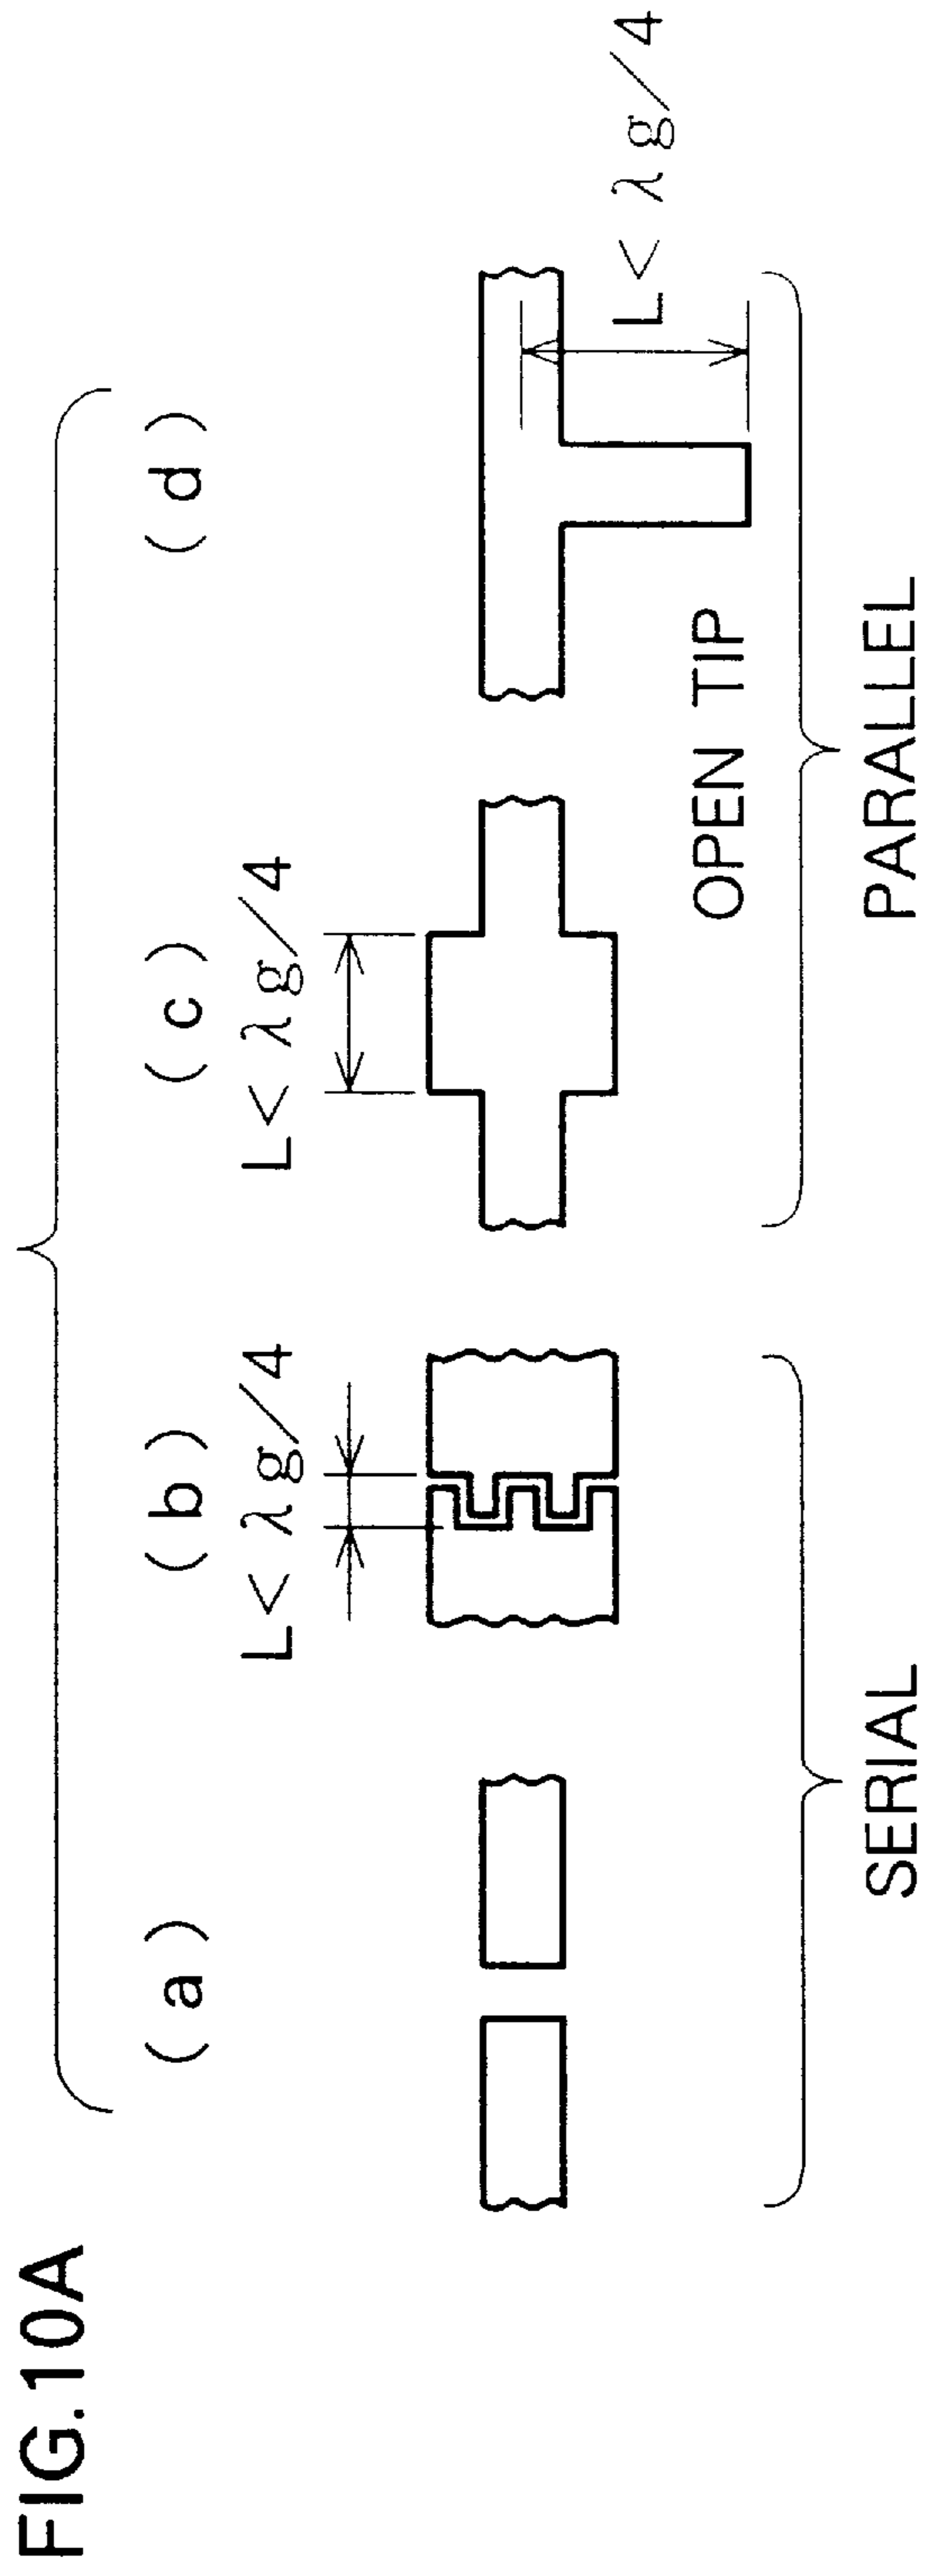 FIG.10A
(a)
(b)
(c)
(d)
L<λg/4
L<λg/4
L<λg/4
OPEN TIP
SERIAL
PARALLEL